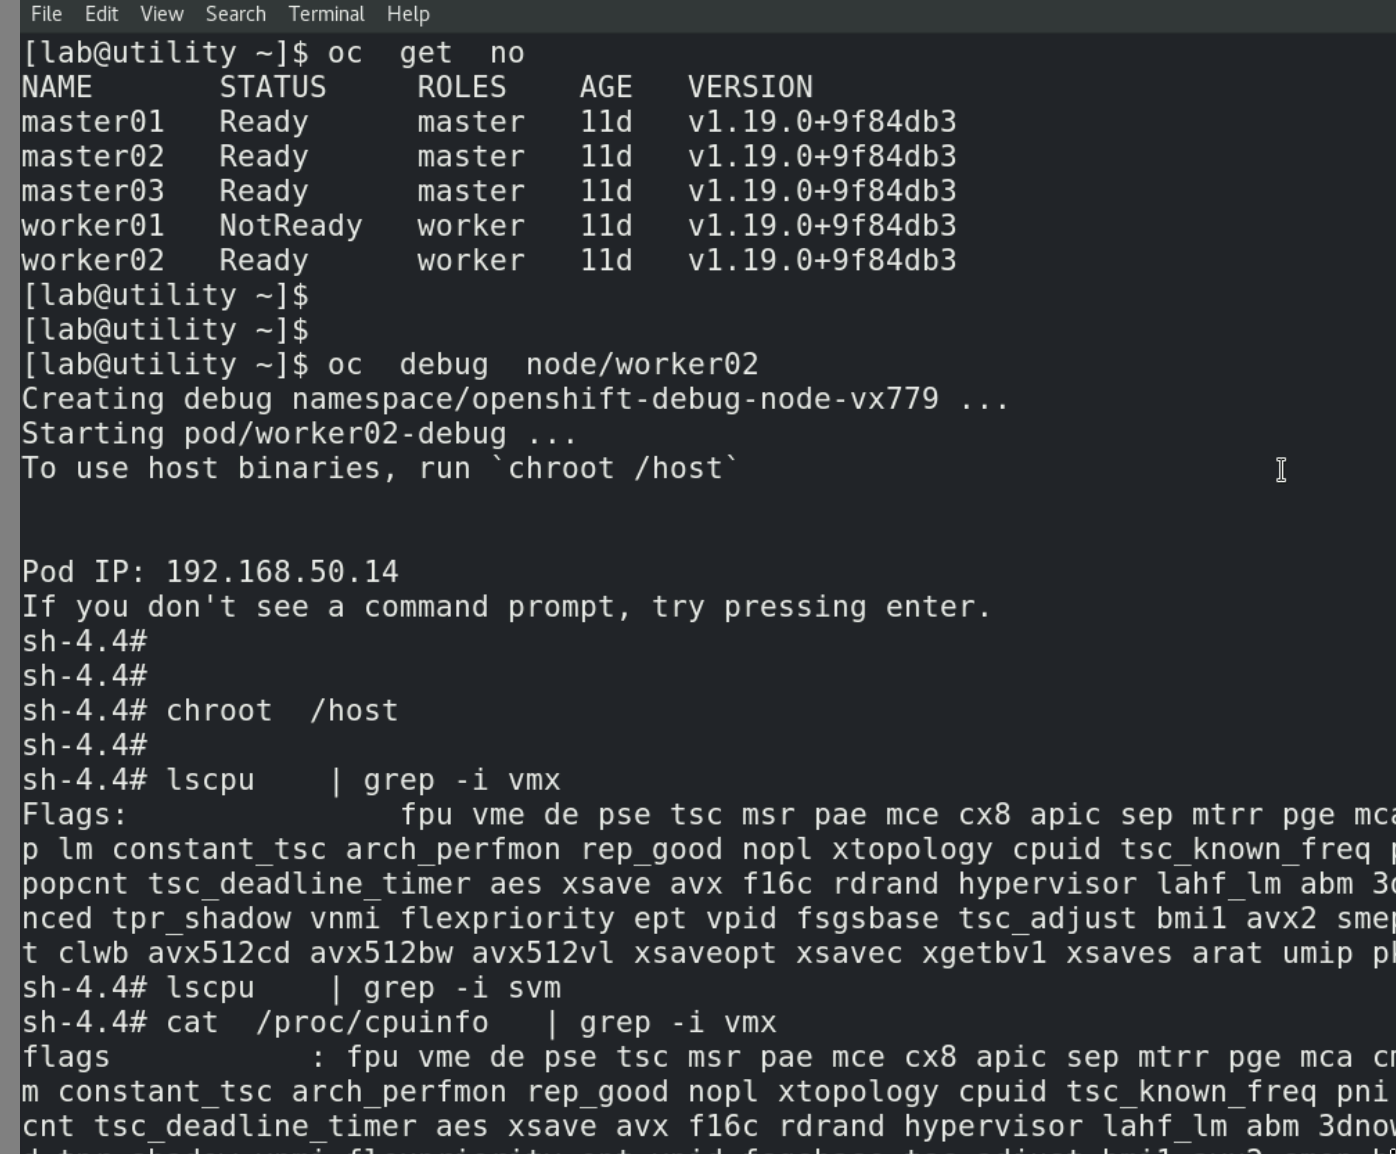 File Edit View Search Terminal Help
[lab@utility ~]$ oc  get  no
NAME       STATUS     ROLES    AGE   VERSION
master01   Ready      master   11d   v1.19.0+9f84db3
master02   Ready      master   11d   v1.19.0+9f84db3
master03   Ready      master   11d   v1.19.0+9f84db3
worker01   NotReady   worker   11d   v1.19.0+9f84db3
worker02   Ready      worker   11d   v1.19.0+9f84db3
[lab@utility ~]$
[lab@utility ~]$
[lab@utility ~]$ oc  debug  node/worker02
Creating debug namespace/openshift-debug-node-vx779 ...
Starting pod/worker02-debug ...
To use host binaries, run `chroot /host`
Pod IP: 192.168.50.14
If you don't see a command prompt, try pressing enter.
sh-4.4#
sh-4.4#
sh-4.4# chroot  /host
sh-4.4#
sh-4.4# lscpu    | grep -i vmx
Flags:               fpu vme de pse tsc msr pae mce cx8 apic sep mtrr pge mca
p lm constant_tsc arch_perfmon rep_good nopl xtopology cpuid tsc_known_freq
popcnt tsc_deadline_timer aes xsave avx f16c rdrand hypervisor lahf_lm abm
nced tpr_shadow vnmi flexpriority ept vpid fsgsbase tsc_adjust bmi1 avx2 smep
t clwb avx512cd avx512bw avx512vl xsaveopt xsavec xgetbv1 xsaves arat umip
sh-4.4# lscpu    | grep -i svm
sh-4.4# cat  /proc/cpuinfo   | grep -i vmx
flags           : fpu vme de pse tsc msr pae mce cx8 apic sep mtrr pge mca
m constant_tsc arch_perfmon rep_good nopl xtopology cpuid tsc_known_freq pni
cnt tsc_deadline_timer aes xsave avx f16c rdrand hypervisor lahf_lm abm